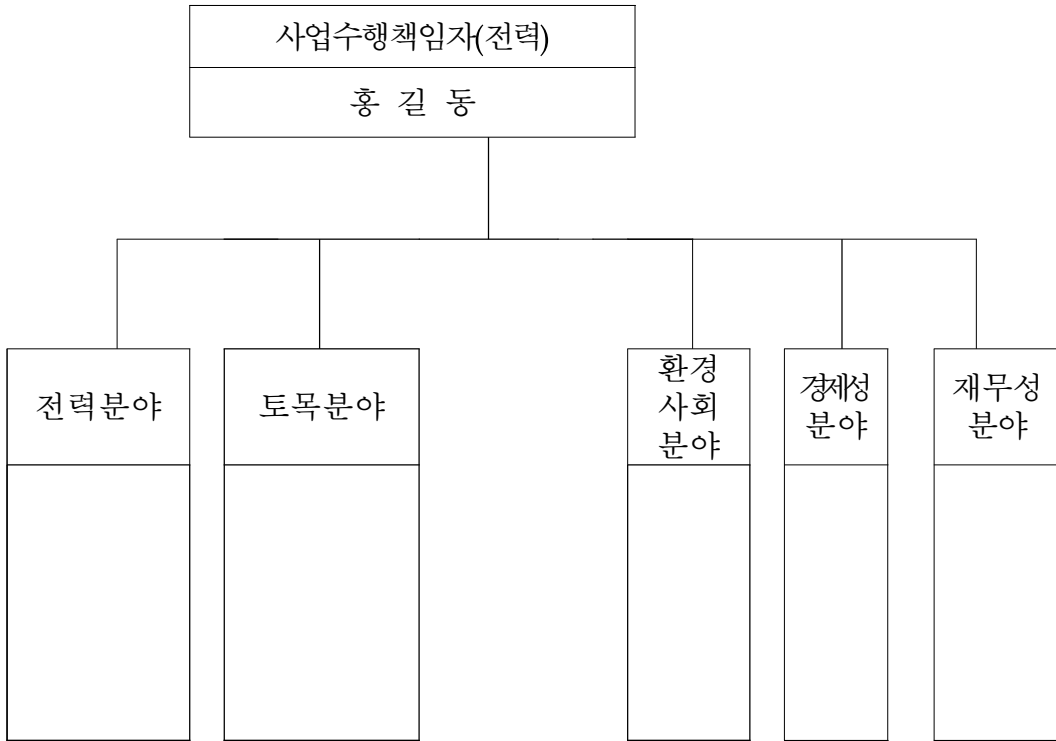 사업수행책임자(전력)
홍 길 동
전력분야
토목분야
환경
사회
분야
경제성
분야
재무성
분야